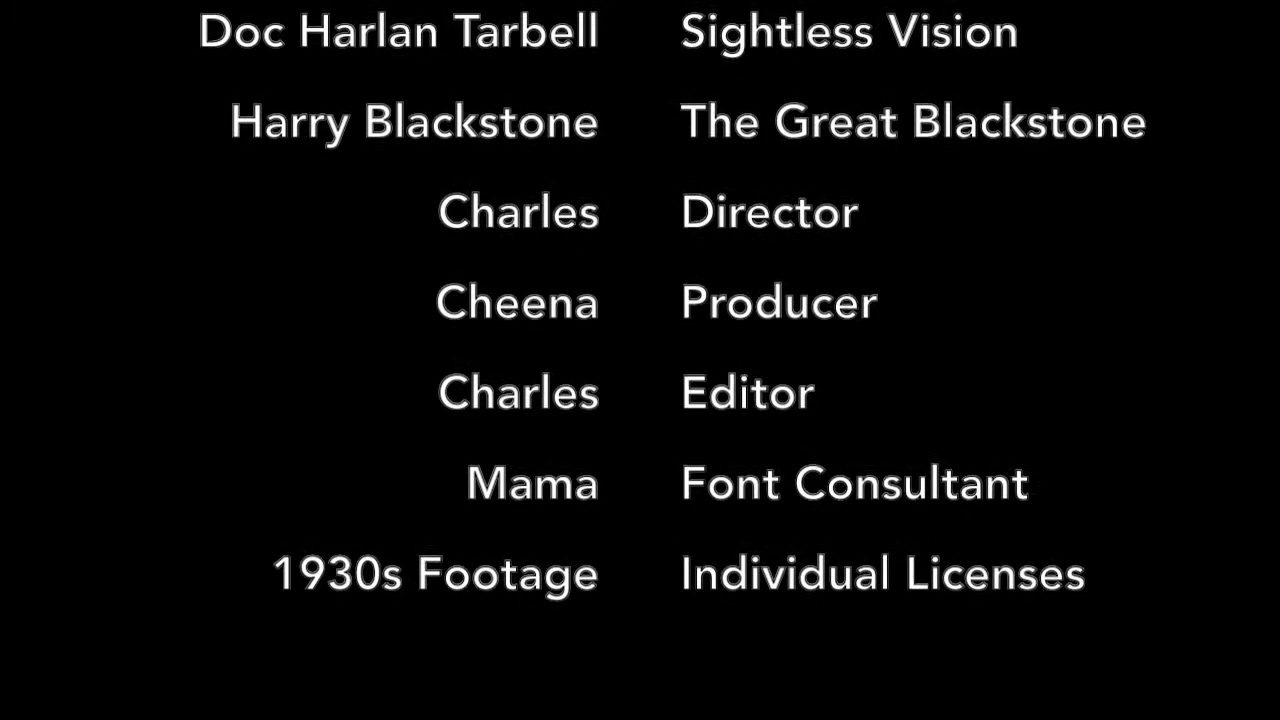 Doc Harlan Tarbell Sightless Vision
Harry Blackstone The Great Blackstone
Charles Director
Cheena Producer
Charles Editor
Mama Font Consultant
1930s Footage Individual Licenses